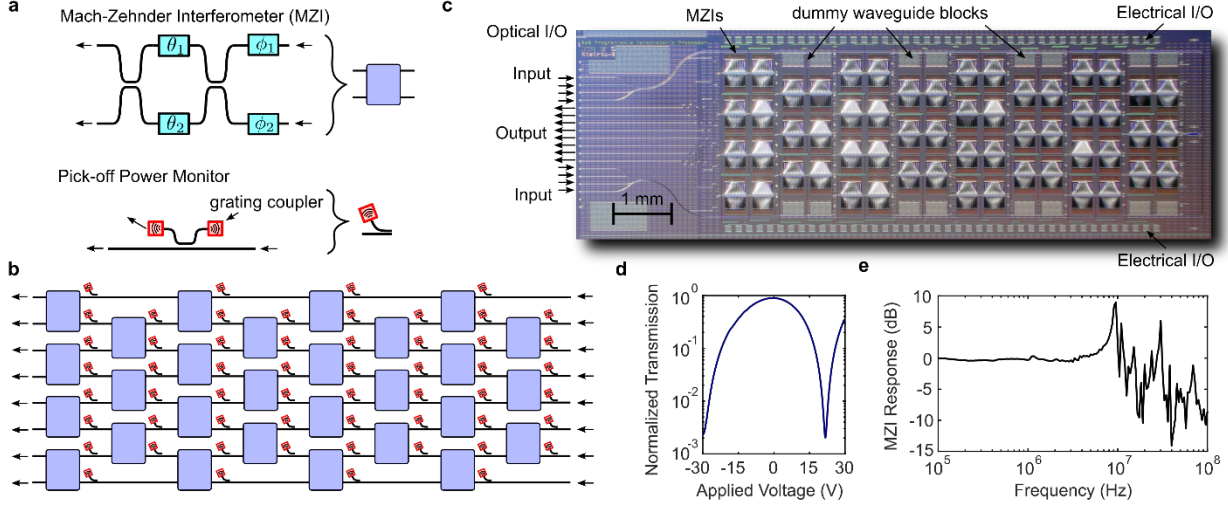 a
Mach-Zehnder Interferometer (MZI)
θ1
ϕ1
θ2
ϕ2
Pick-off Power Monitor
grating coupler
b
c
MZIs
dummy waveguide blocks
Electrical I/O
Optical I/O
Input
Output
Input
1 mm
Electrical I/O
d
Normalized Transmission
10^0
10^-1
10^-2
10^-3
-30
-15
0
15
30
Applied Voltage (V)
e
MZI Response (dB)
10
5
0
-5
-10
-15
10^5
10^6
10^7
10^8
Frequency (Hz)